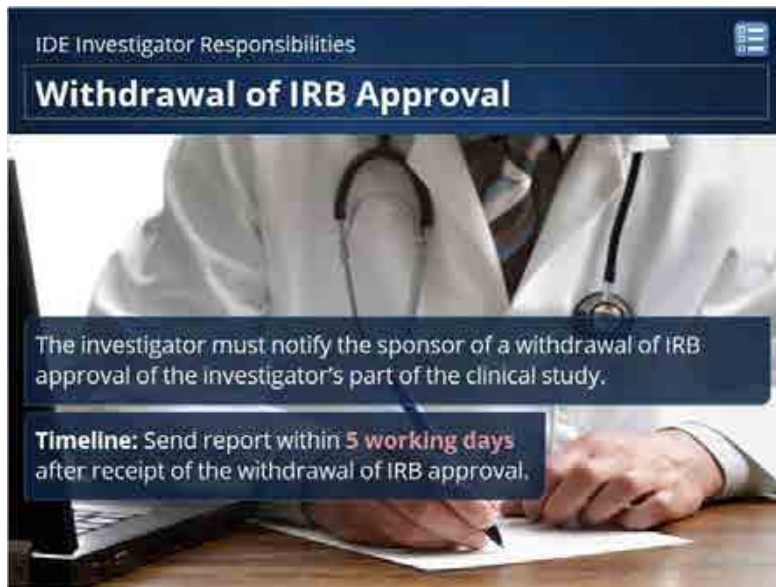 IDE Investigator Responsibilities
Withdrawal of IRB Approval
The investigator must notify the sponsor of a withdrawal of IRB
approval of the investigator's part of the clinical study.
Timeline: Send report within 5 working days
after receipt of the withdrawal of IRB approval.